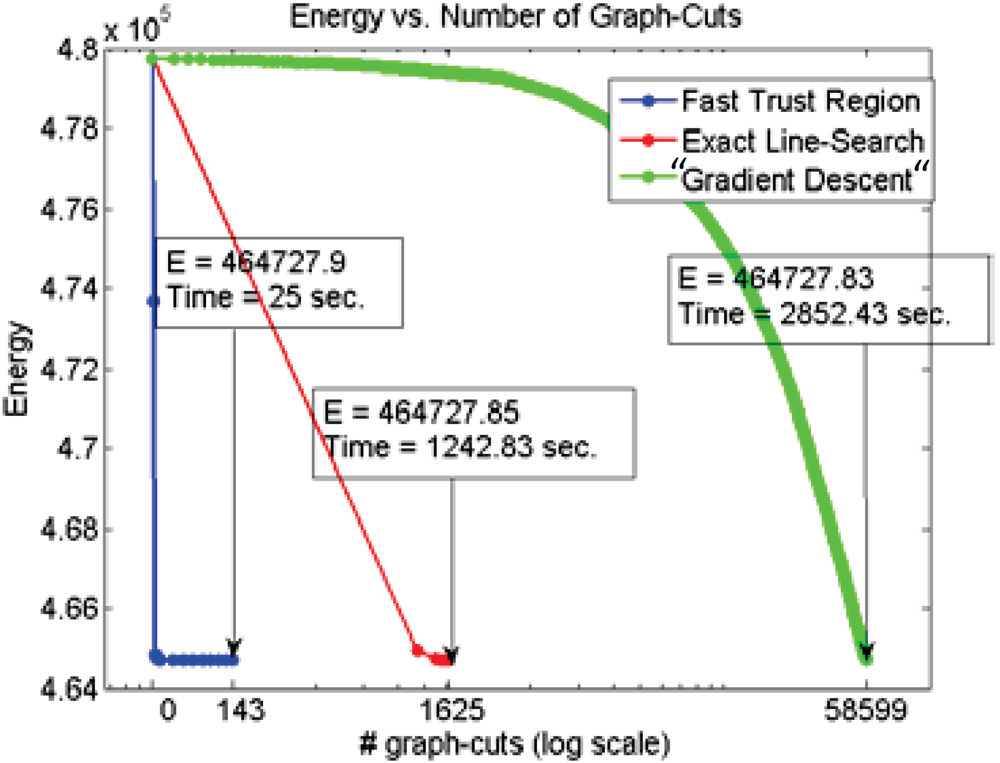 Energy vs. Number of Graph-Cuts
x 10⁵
4.8
4.78
4.76
4.74
4.72
4.7
4.68
4.66
4.64
Energy
Fast Trust Region
Exact Line-Search
“Gradient Descent“
E = 464727.9
Time = 25 sec.
E = 464727.83
Time = 2852.43 sec.
E = 464727.85
Time = 1242.83 sec.
0 143 1625 58599
# graph-cuts (log scale)